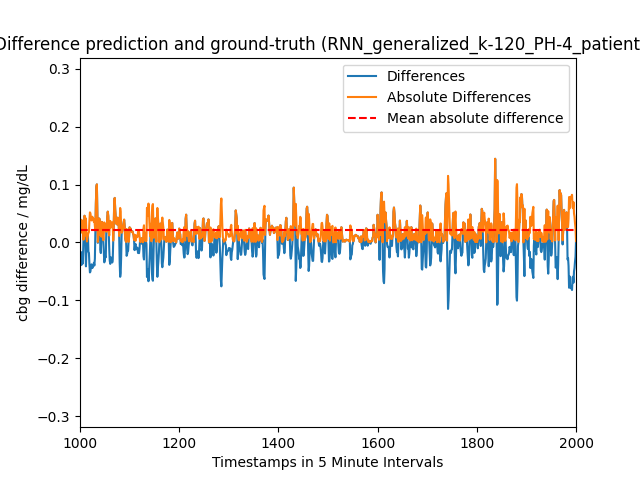 Difference prediction and ground-truth (RNN_generalized_k-120_PH-4_patient
Differences
Absolute Differences
Mean absolute difference
cbg difference / mg/dL
0.3
0.2
0.1
0.0
−0.1
−0.2
−0.3
1000 1200 1400 1600 1800 2000
Timestamps in 5 Minute Intervals